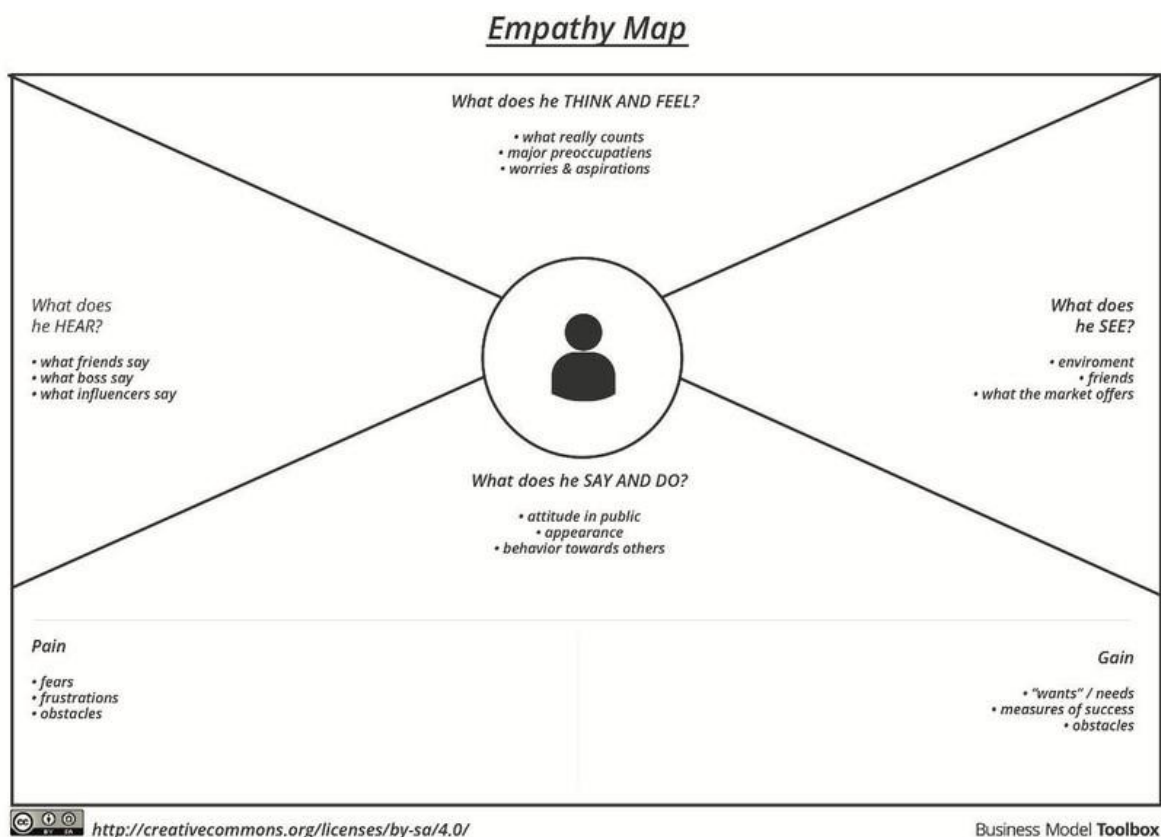 Empathy Map
What does he THINK AND FEEL?
• what really counts
• major preoccupatiens
• worries & aspirations
What does
he HEAR?
• what friends say
• what boss say
• what influencers say
What does
he SEE?
• enviroment
• friends
• what the market offers
What does he SAY AND DO?
• attitude in public
• appearance
• behavior towards others
Pain
• fears
• frustrations
• obstacles
Gain
• “wants” / needs
• measures of success
• obstacles
cc BY SA
http://creativecommons.org/licenses/by-sa/4.0/
Business Model Toolbox